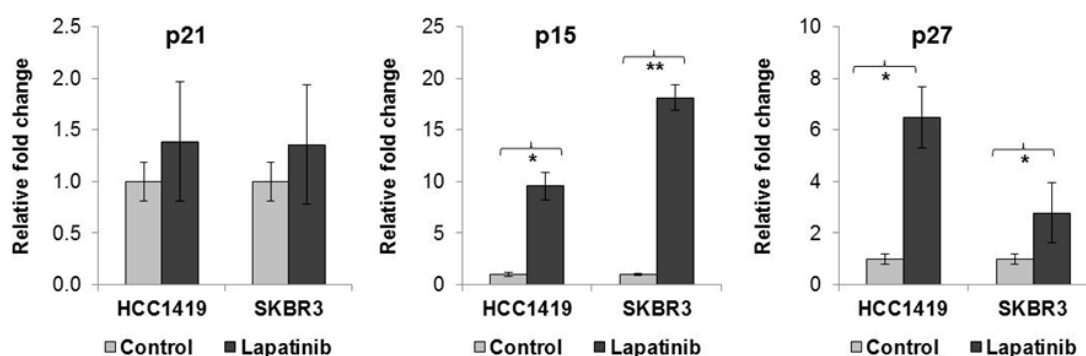 p21
Relative fold change
2.5
2.0
1.5
1.0
0.5
0.0
HCC1419 SKBR3
Control Lapatinib
p15
Relative fold change
25
20
15
10
5
0
*
**
HCC1419 SKBR3
Control Lapatinib
p27
Relative fold change
10
8
6
4
2
0
*
*
HCC1419 SKBR3
Control Lapatinib